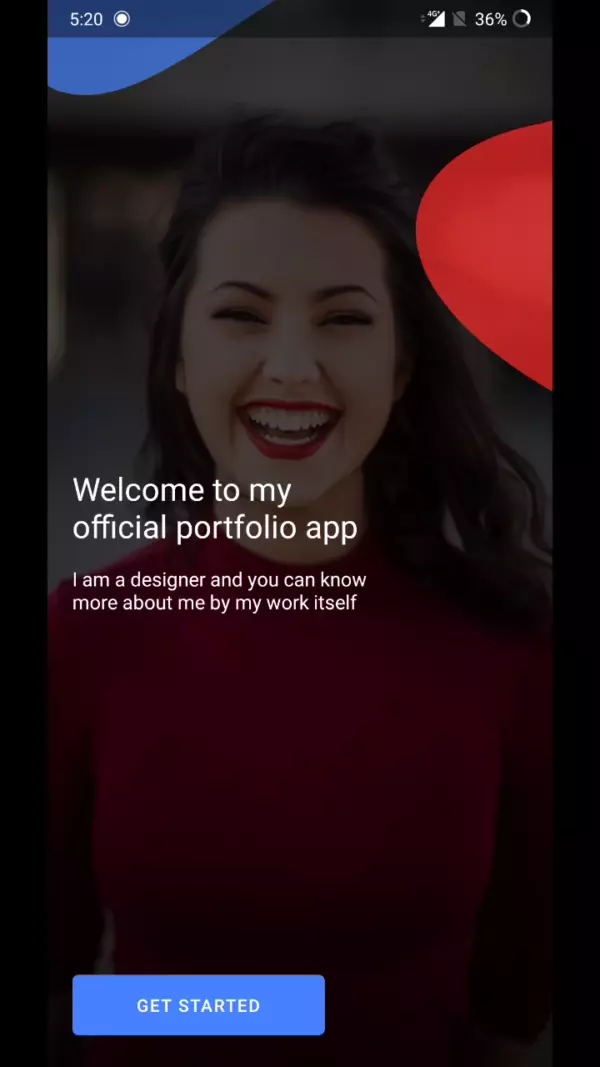 5:20
4G+
36%
Welcome to my
official portfolio app
I am a designer and you can know
more about me by my work itself
GET STARTED